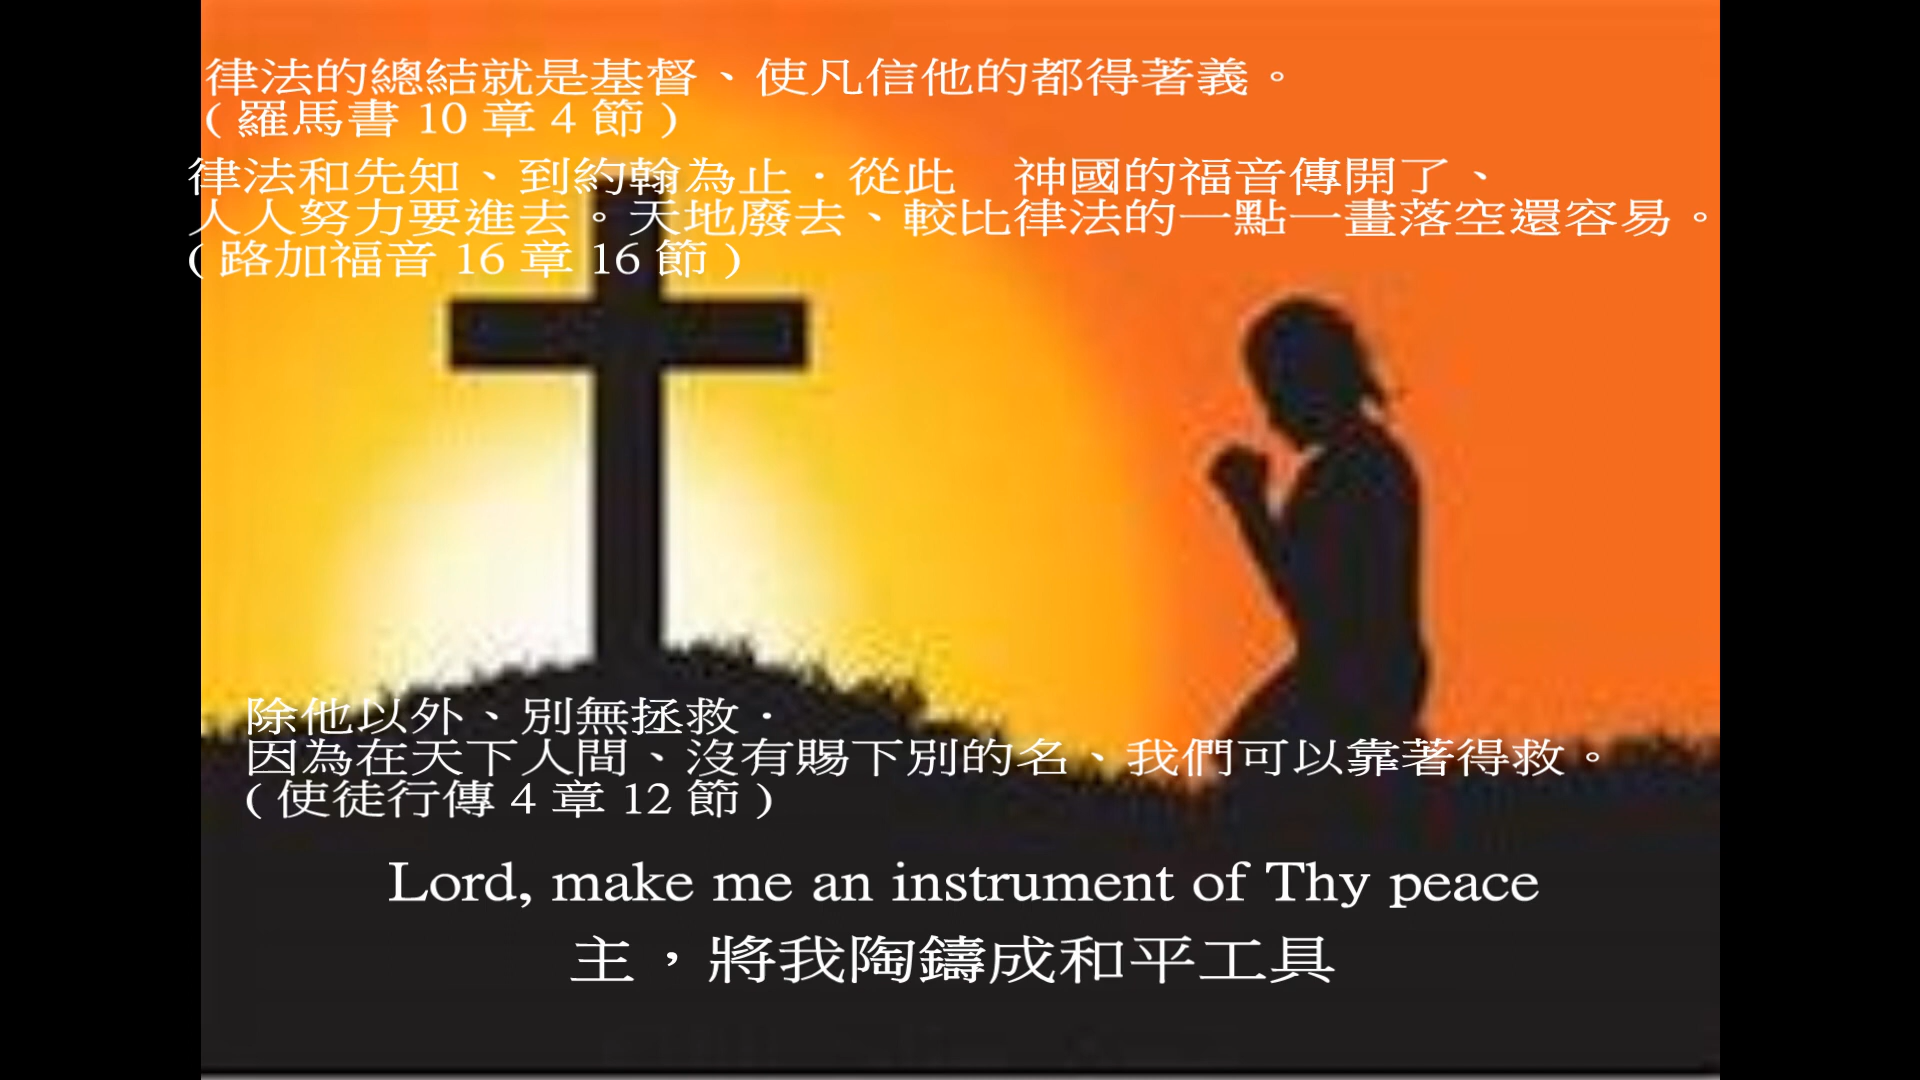 律法的總結就是基督、使凡信他的都得著義。
( 羅馬書 10 章 4 節 )
律法和先知、到約翰為止．從此　神國的福音傳開了、
人人努力要進去。天地廢去、較比律法的一點一畫落空還容易。
( 路加福音 16 章 16 節 )
除他以外、別無拯救．
因為在天下人間、沒有賜下別的名、我們可以靠著得救。
( 使徒行傳 4 章 12 節 )
Lord, make me an instrument of Thy peace
主，將我陶鑄成和平工具